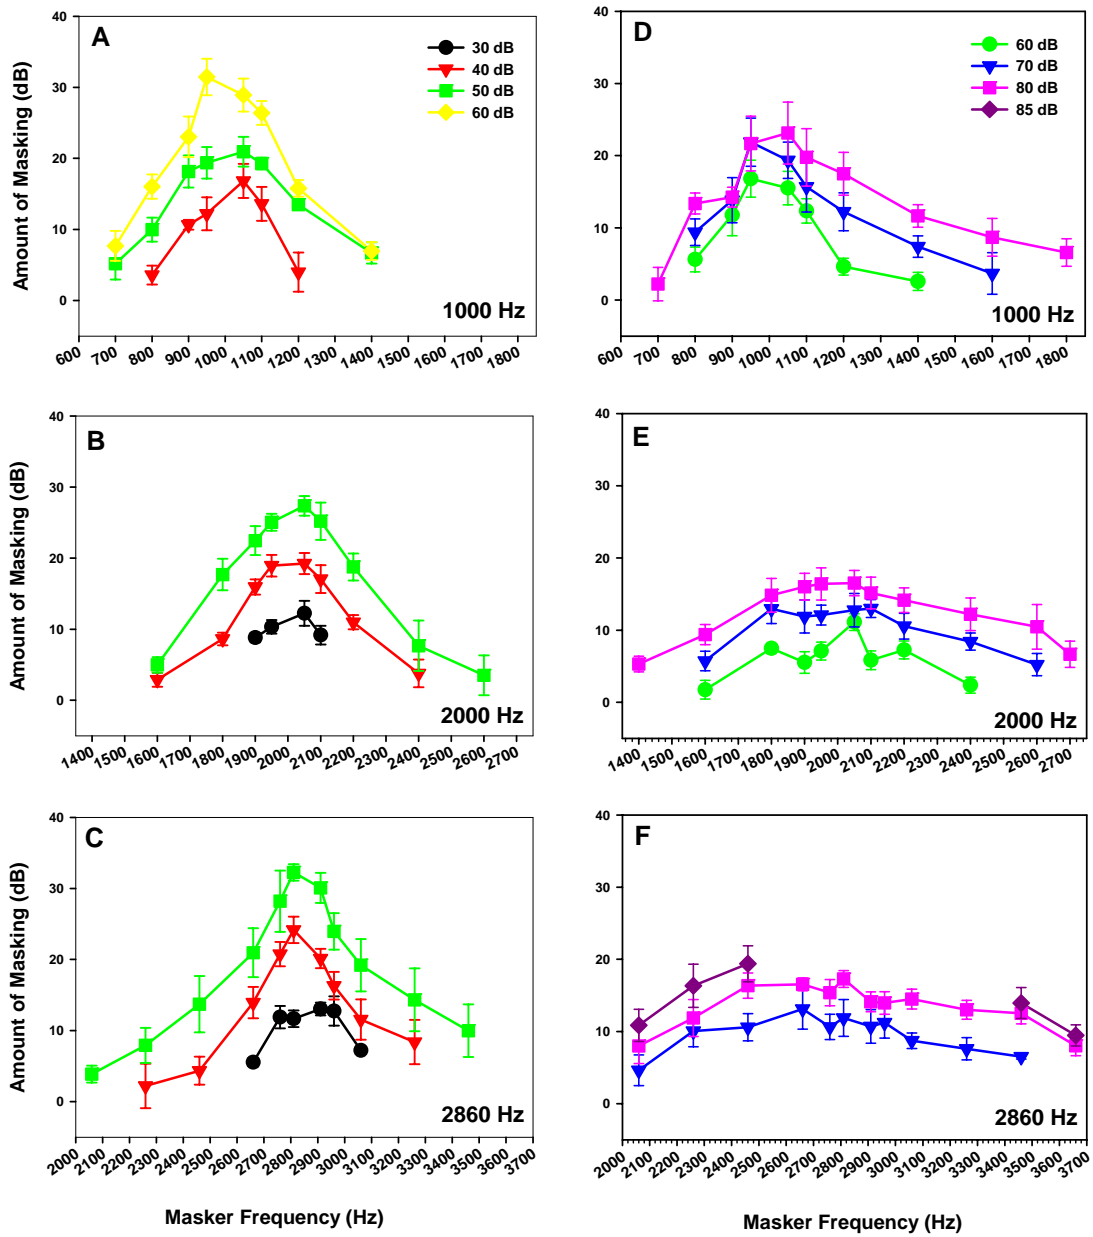 A
30 dB
40 dB
50 dB
60 dB
Amount of Masking (dB)
40
30
20
10
0
1000 Hz
600 700 800 900 1000 1100 1200 1300 1400 1500 1600 1700 1800
D
60 dB
70 dB
80 dB
85 dB
40
30
20
10
0
1000 Hz
600 700 800 900 1000 1100 1200 1300 1400 1500 1600 1700 1800
B
Amount of Masking (dB)
40
30
20
10
0
2000 Hz
1400 1500 1600 1700 1800 1900 2000 2100 2200 2300 2400 2500 2600 2700
E
40
30
20
10
0
2000 Hz
1400 1500 1600 1700 1800 1900 2000 2100 2200 2300 2400 2500 2600 2700
C
Amount of Masking (dB)
40
30
20
10
0
2860 Hz
2000 2100 2200 2300 2400 2500 2600 2700 2800 2900 3000 3100 3200 3300 3400 3500 3600 3700
Masker Frequency (Hz)
F
40
30
20
10
0
2860 Hz
2000 2100 2200 2300 2400 2500 2600 2700 2800 2900 3000 3100 3200 3300 3400 3500 3600 3700
Masker Frequency (Hz)